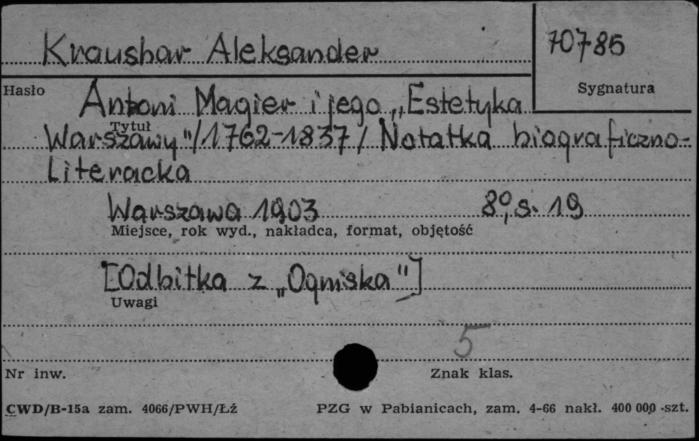 Kraushar Aleksander
70785
Hasło
Sygnatura
Antoni Magier i jego „Estetyka
Tytuł
Warszawy"/1762-1837/ Notatka biograficzno-
Literacka
Warszawa 1903 8°, s. 19
Miejsce, rok wyd., nakładca, format, objętość
[Odbitka z „Ogniska"]
Uwagi
5
Nr inw. Znak klas.
CWD/B-15a zam. 4066/PWH/Łź PZG w Pabianicach, zam. 4-66 nakł. 400 000 szt.